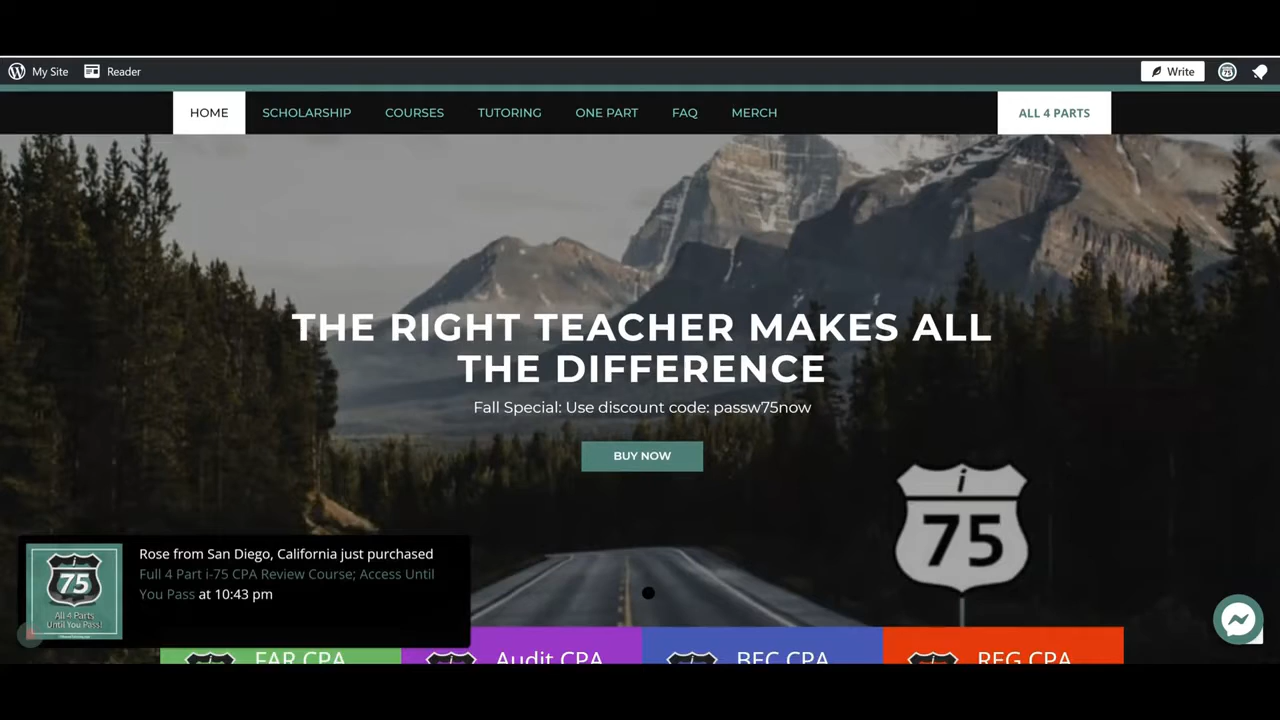 My Site
Reader
Write
HOME
SCHOLARSHIP
COURSES
TUTORING
ONE PART
FAQ
MERCH
ALL 4 PARTS
THE RIGHT TEACHER MAKES ALL
THE DIFFERENCE
Fall Special: Use discount code: passw75now
BUY NOW
i
75
Rose from San Diego, California just purchased
Full 4 Part i-75 CPA Review Course; Access Until
You Pass at 10:43 pm
75
All 4 Parts
Until You Pass!
FAR CPA
Audit CPA
BEC CPA
REG CPA